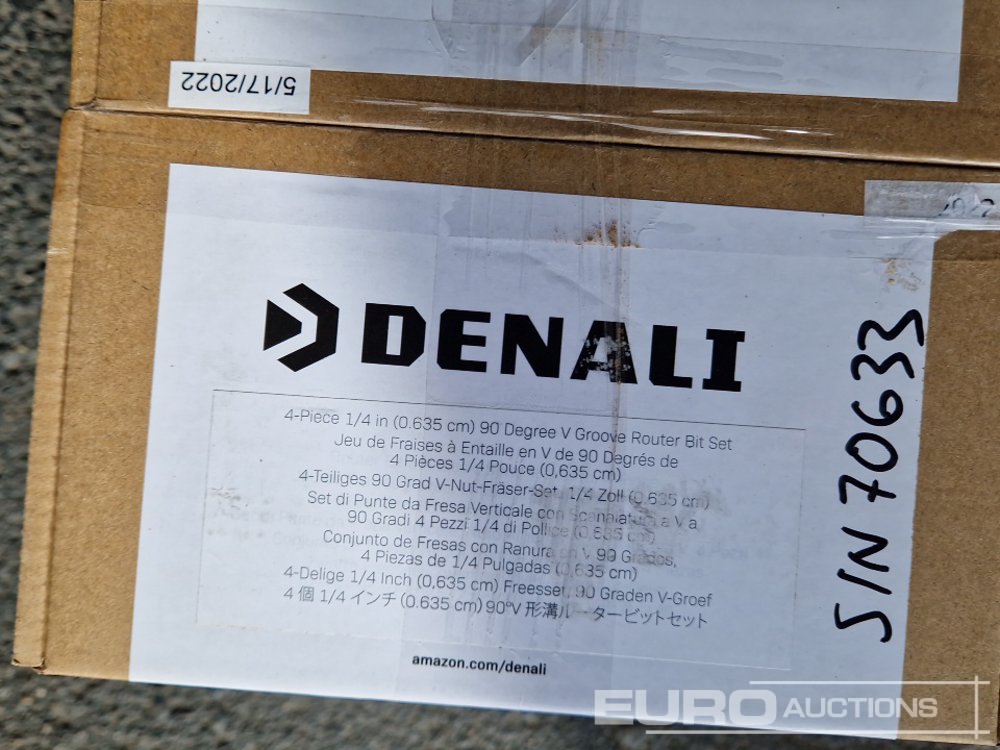 5/17/2022
DENALI
4-Piece 1/4 in (0.635 cm) 90 Degree V Groove Router Bit Set
Jeu de Fraises à Entaille en V de 90 Degrés de
4 Pièces 1/4 Pouce (0,635 cm)
4-Teiliges 90 Grad V-Nut-Fräser-Set, 1/4 Zoll (0,635 cm)
Set di Punte da Fresa Verticale con Scanalatura a V a
90 Gradi 4 Pezzi 1/4 di Pollice (0,635 cm)
Conjunto de Fresas con Ranura en V 90 Grados,
4 Piezas de 1/4 Pulgadas (0,635 cm)
4-Delige 1/4 Inch (0,635 cm) Freesset, 90 Graden V-Groef
4 個 1/4 インチ (0.635 cm) 90°V 形溝ルータービットセット
amazon.com/denali
S/N 70633
EURO AUCTIONS